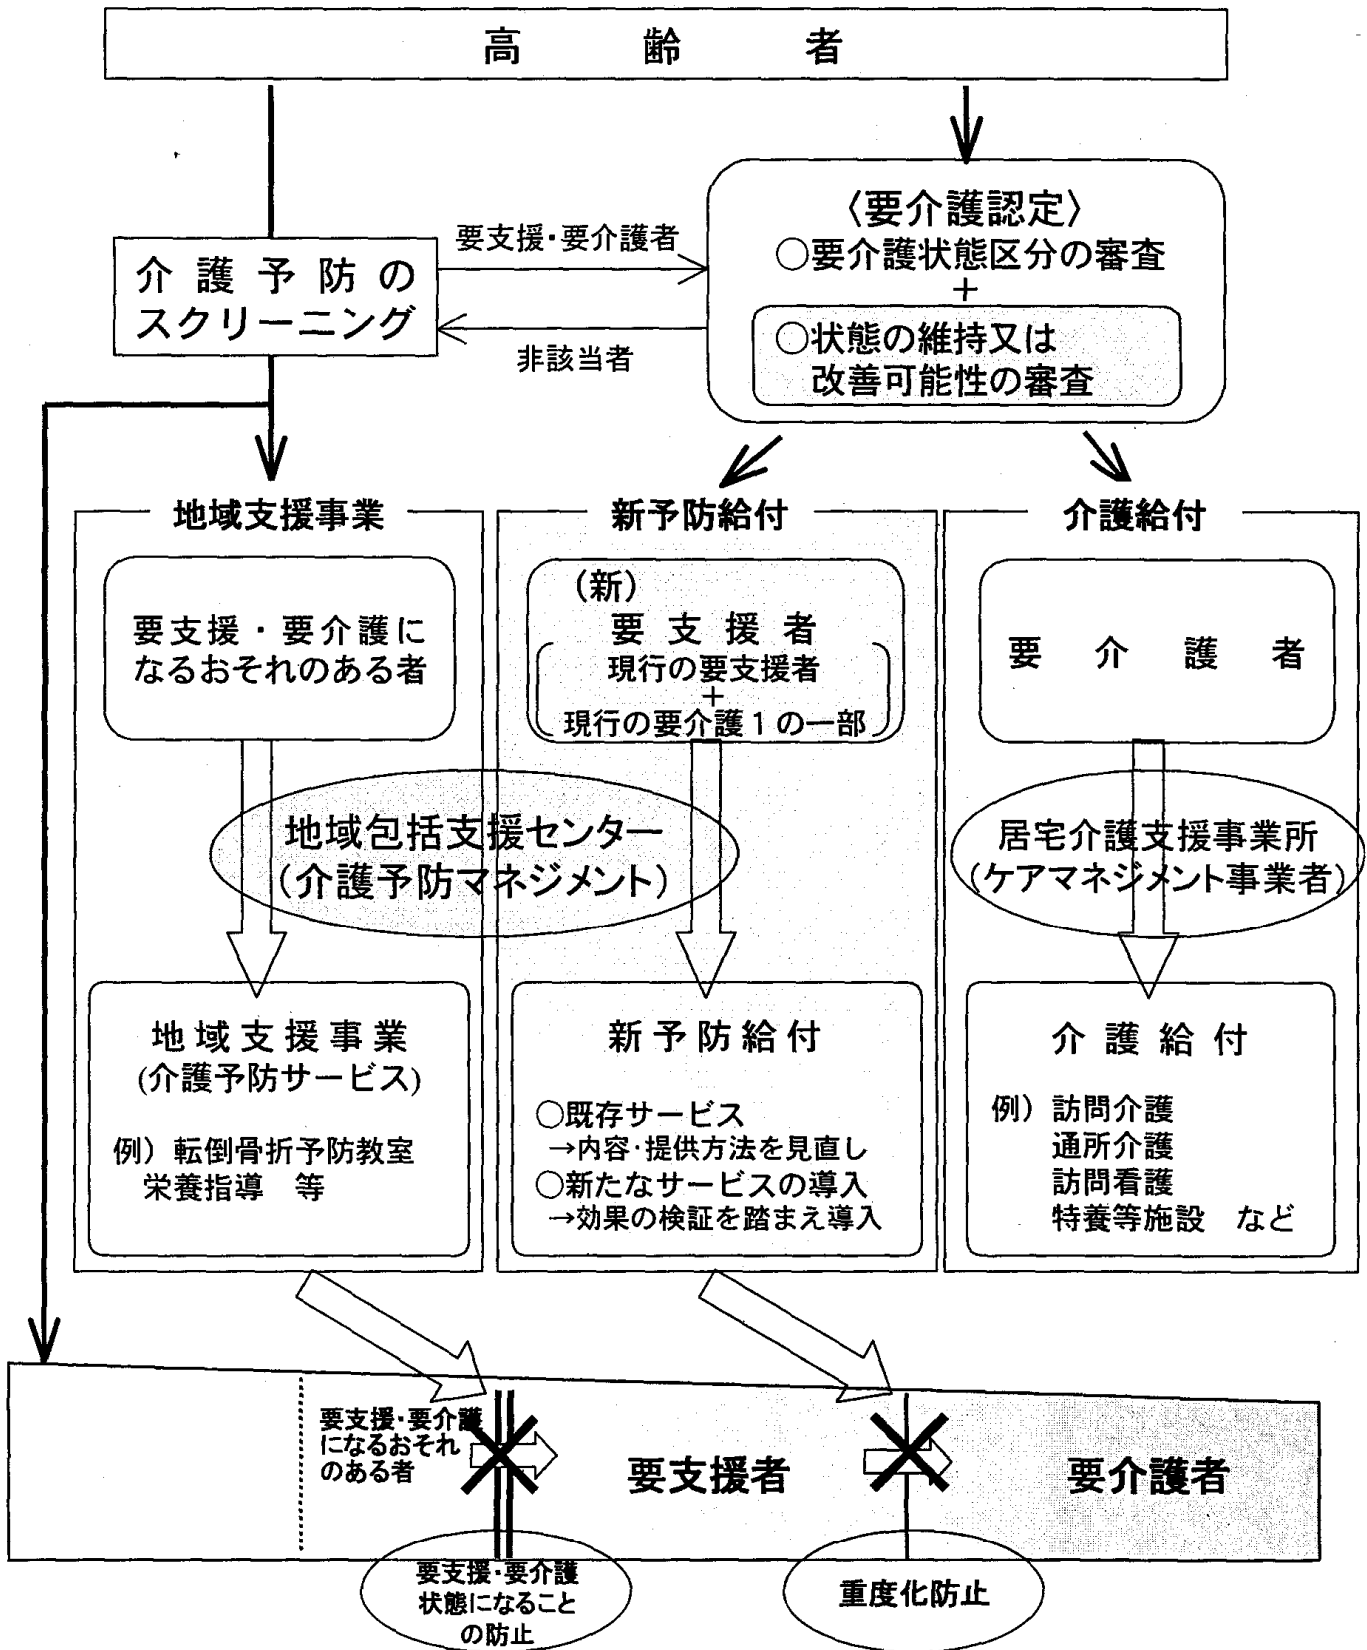 高齢者
〈要介護認定〉
○要介護状態区分の審査
+
○状態の維持又は
改善可能性の審査
要支援・要介護者
非該当者
介護予防の
スクリーニング
地域支援事業
要支援・要介護に
なるおそれのある者
新予防給付
(新)
要支援者
現行の要支援者
+
現行の要介護1の一部
介護給付
要介護者
地域包括支援センター
(介護予防マネジメント)
居宅介護支援事業所
(ケアマネジメント事業者)
地域支援事業
(介護予防サービス)
例)転倒骨折予防教室
栄養指導 等
新予防給付
○既存サービス
→内容・提供方法を見直し
○新たなサービスの導入
→効果の検証を踏まえ導入
介護給付
例)訪問介護
通所介護
訪問看護
特養等施設 など
要支援・要介護
になるおそれ
のある者
要支援者
要介護者
要支援・要介護
状態になること
の防止
重度化防止